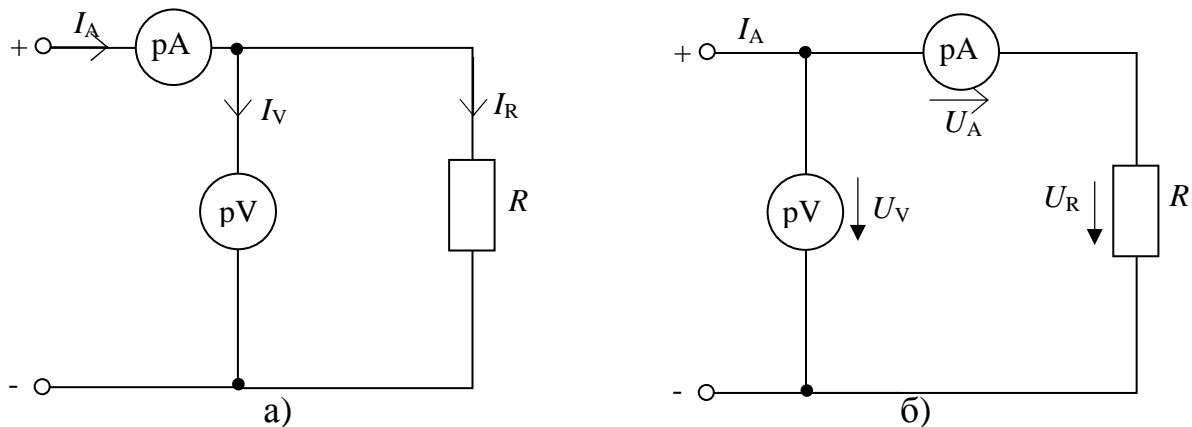 I_A
+
pA
I_V
I_R
pV
R
-
а)
I_A
+
pA
U_A
pV
U_V
U_R
R
-
б)